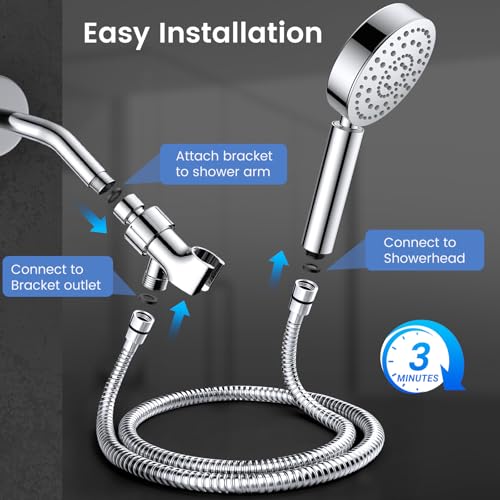 Easy Installation
Attach bracket
to shower arm
Connect to
Bracket outlet
Connect to
Showerhead
3
MINUTES